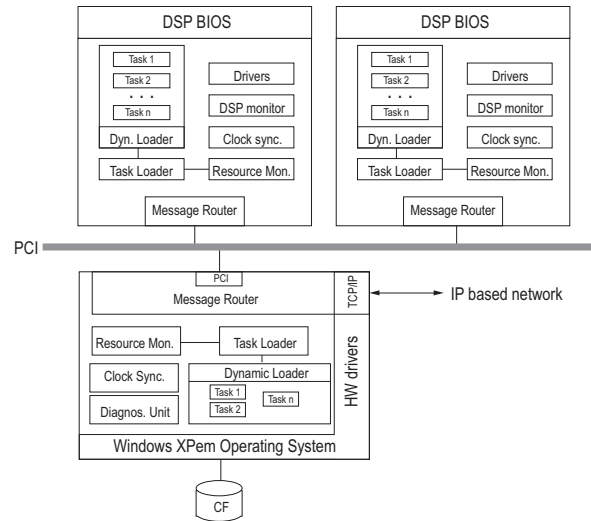 DSP BIOS
Task 1
Task 2
. . .
Task n
Dyn. Loader
Task Loader
Drivers
DSP monitor
Clock sync.
Resource Mon.
Message Router
DSP BIOS
Task 1
Task 2
. . .
Task n
Dyn. Loader
Task Loader
Drivers
DSP monitor
Clock sync.
Resource Mon.
Message Router
PCI
PCI
Message Router
TCP/IP
IP based network
Resource Mon.
Task Loader
Clock Sync.
Dynamic Loader
Task 1
Task 2
Task n
Diagnos. Unit
HW drivers
Windows XPem Operating System
CF